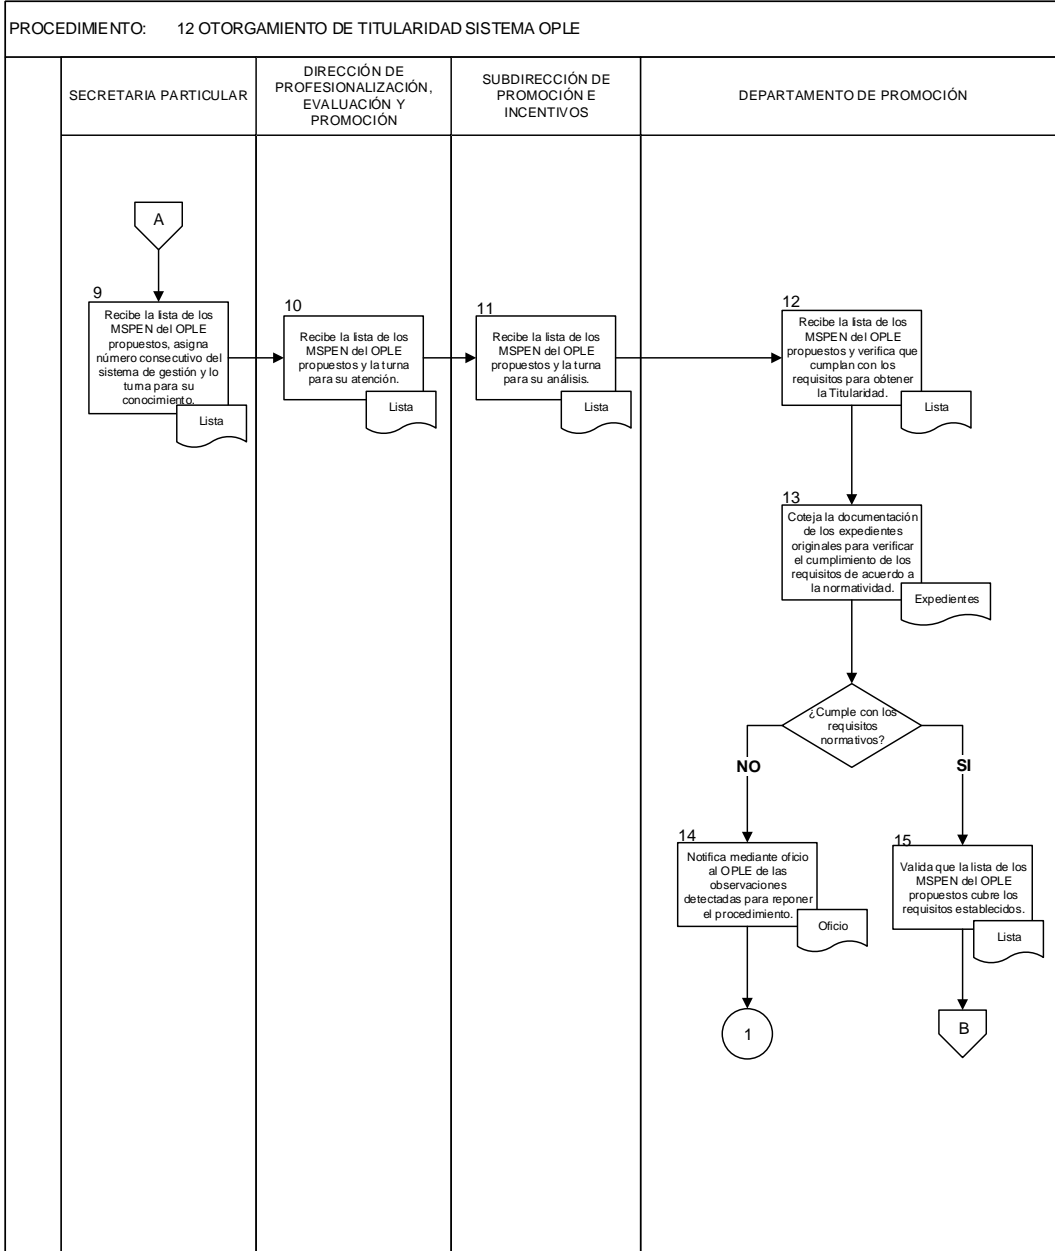 PROCEDIMIENTO: 12 OTORGAMIENTO DE TITULARIDAD SISTEMA OPLE
SECRETARIA PARTICULAR
DIRECCIÓN DE
PROFESIONALIZACIÓN,
EVALUACIÓN Y
PROMOCIÓN
SUBDIRECCIÓN DE
PROMOCIÓN E
INCENTIVOS
DEPARTAMENTO DE PROMOCIÓN
A
9
Recibe la lista de los
MSPEN del OPLE
propuestos, asigna
número consecutivo del
sistema de gestión y lo
turna para su
conocimiento.
Lista
10
Recibe la lista de los
MSPEN del OPLE
propuestos y la turna
para su atención.
Lista
11
Recibe la lista de los
MSPEN del OPLE
propuestos y la turna
para su análisis.
Lista
12
Recibe la lista de los
MSPEN del OPLE
propuestos y verifica que
cumplan con los
requisitos para obtener
la Titularidad.
Lista
13
Coteja la documentación
de los expedientes
originales para verificar
el cumplimiento de los
requisitos de acuerdo a
la normatividad.
Expedientes
¿Cumple con los
requisitos
normativos?
NO
SI
14
Notifica mediante oficio
al OPLE de las
observaciones
detectadas para reponer
el procedimiento.
Oficio
15
Valida que la lista de los
MSPEN del OPLE
propuestos cubre los
requisitos establecidos.
Lista
1
B